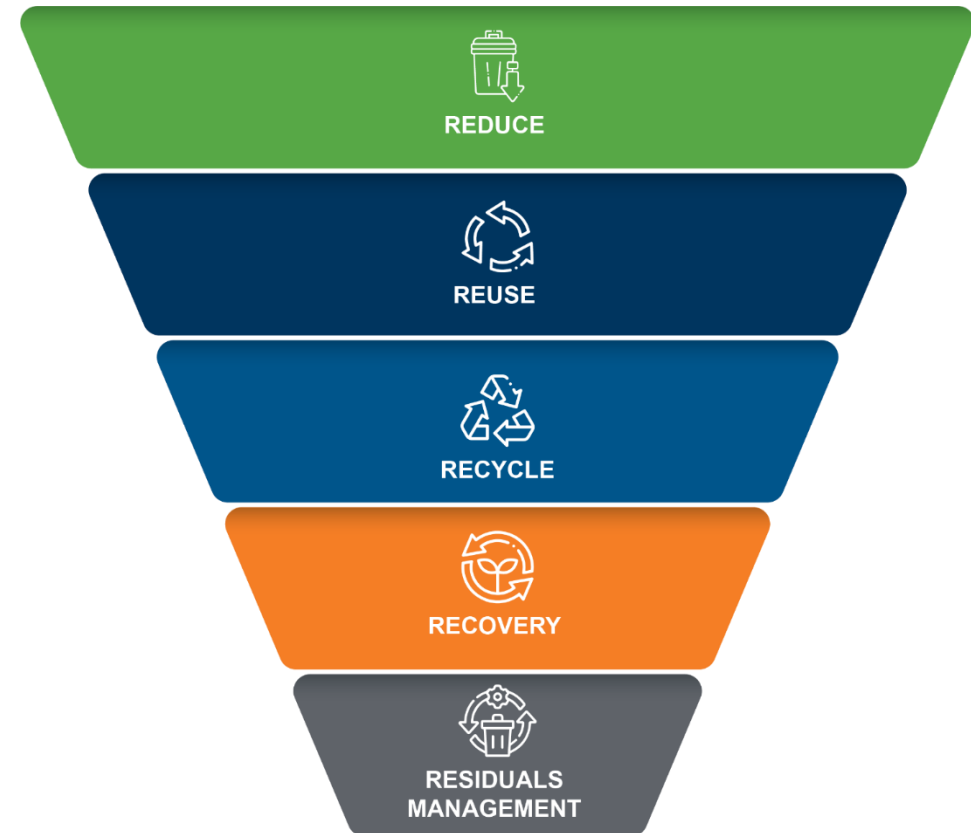 REDUCE
REUSE
RECYCLE
RECOVERY
RESIDUALS
MANAGEMENT